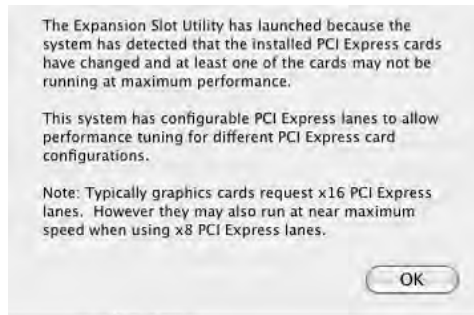 The Expansion Slot Utility has launched because the
system has detected that the installed PCI Express cards
have changed and at least one of the cards may not be
running at maximum performance.
This system has configurable PCI Express lanes to allow
performance tuning for different PCI Express card
configurations.
Note: Typically graphics cards request x16 PCI Express
lanes.  However they may also run at near maximum
speed when using x8 PCI Express lanes.
OK